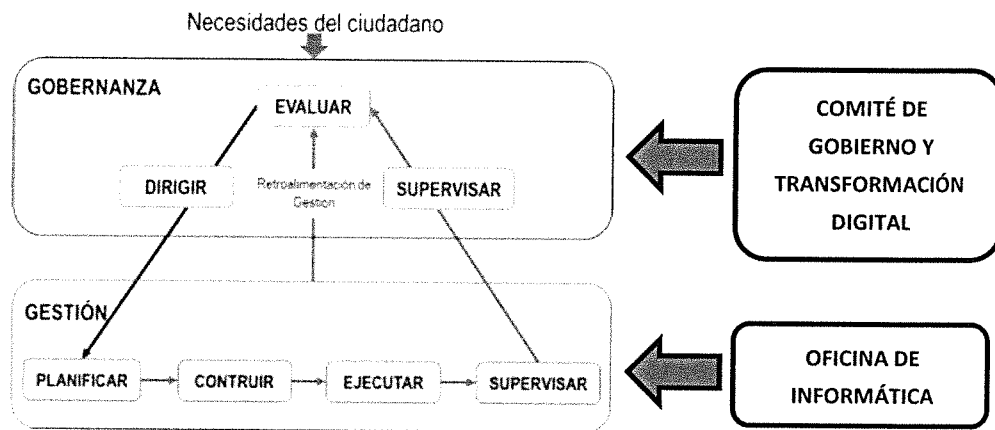 Necesidades del ciudadano
GOBERNANZA
EVALUAR
DIRIGIR
Retroalimentación de
Gestión
SUPERVISAR
COMITÉ DE
GOBIERNO Y
TRANSFORMACIÓN
DIGITAL
GESTIÓN
PLANIFICAR
CONTRUIR
EJECUTAR
SUPERVISAR
OFICINA DE
INFORMÁTICA